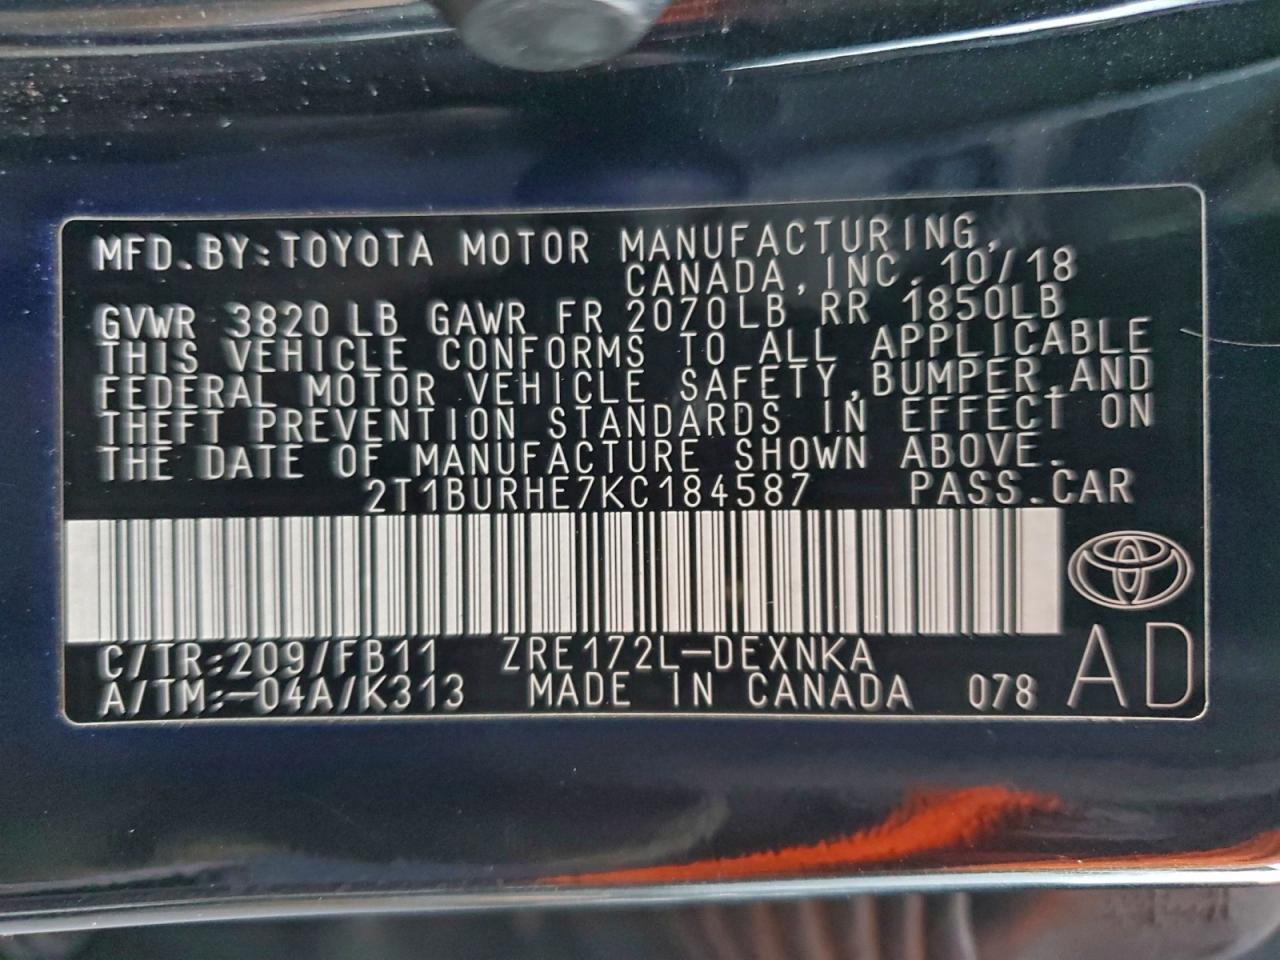 MFD.BY:TOYOTA MOTOR MANUFACTURING,
CANADA,INC.10/18
GVWR 3820LB GAWR FR 2070LB RR 1850LB
THIS VEHICLE CONFORMS TO ALL APPLICABLE
FEDERAL MOTOR VEHICLE SAFETY,BUMPER,AND
THEFT PREVENTION STANDARDS IN EFFECT ON
THE DATE OF MANUFACTURE SHOWN ABOVE.
2T1BURHE7KC184587 PASS.CAR
C/TR:209/FB11 ZRE172L-DEXNKA
A/TM:-04A/K313 MADE IN CANADA 078 AD